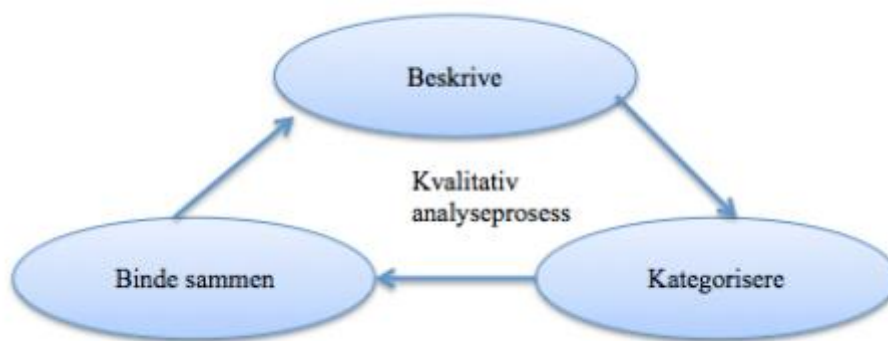 Beskrive
Kvalitativ
analyseprosess
Binde sammen
Kategorisere